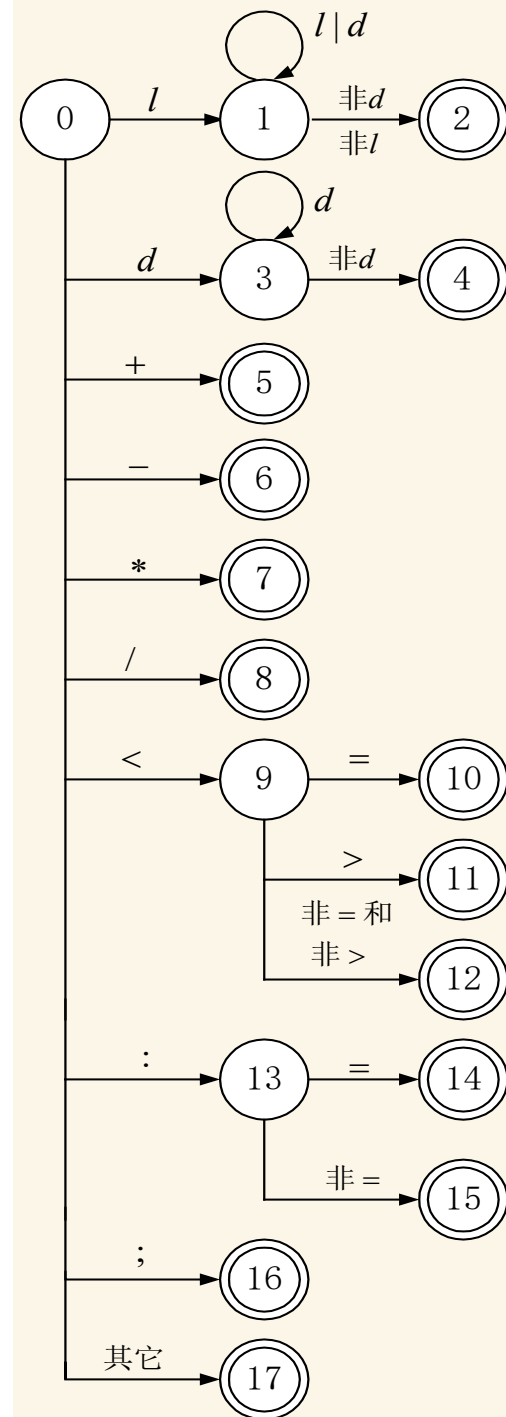 l | d
0 l 1 非d 2
非l
d
d 3 非d 4
+ 5
− 6
* 7
/ 8
< 9 = 10
> 11
非 = 和
非 > 12
: 13 = 14
非 = 15
; 16
其它 17